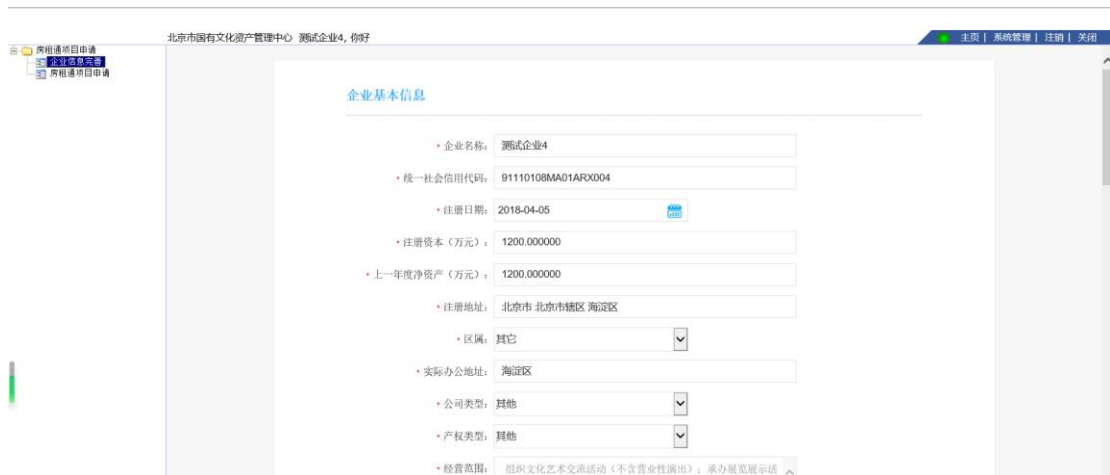 北京市国有文化资产管理中心 测试企业4, 你好
主页 | 系统管理 | 注销 | 关闭
房租通项目申请
企业信息完善
房租通项目申请
企业基本信息
* 企业名称： 测试企业4
* 统一社会信用代码： 91110108MA01ARX004
* 注册日期： 2018-04-05
* 注册资本（万元）： 1200.000000
* 上一年度净资产（万元）： 1200.000000
* 注册地址： 北京市 北京市辖区 海淀区
* 区属： 其它
* 实际办公地址： 海淀区
* 公司类型： 其他
* 产权类型： 其他
* 经营范围： 组织文化艺术交流活动（不含营业性演出）；承办展览展示活